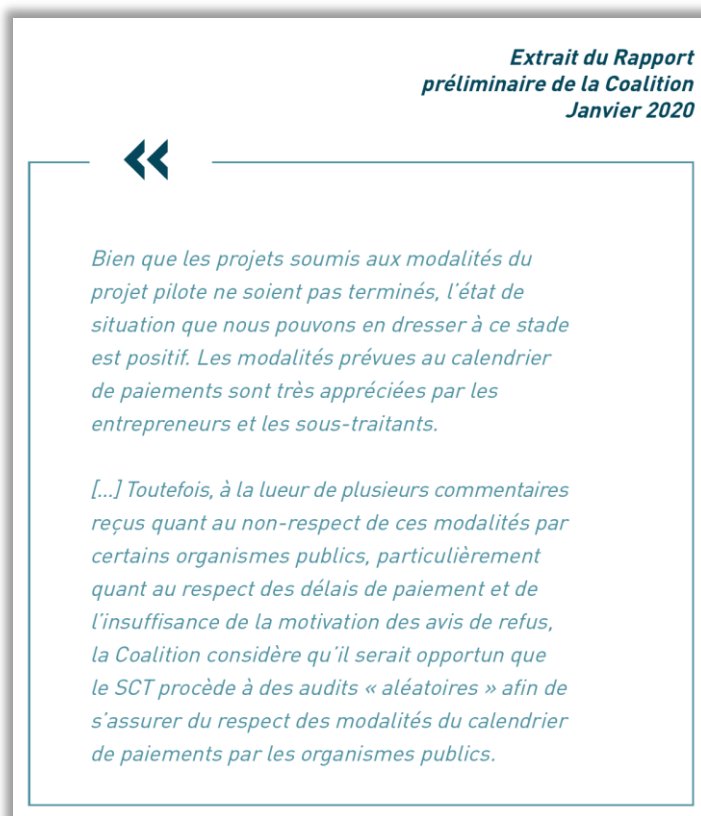 Extrait du Rapport
préliminaire de la Coalition
Janvier 2020
«
Bien que les projets soumis aux modalités du
projet pilote ne soient pas terminés, l’état de
situation que nous pouvons en dresser à ce stade
est positif. Les modalités prévues au calendrier
de paiements sont très appréciées par les
entrepreneurs et les sous-traitants.
[...] Toutefois, à la lueur de plusieurs commentaires
reçus quant au non-respect de ces modalités par
certains organismes publics, particulièrement
quant au respect des délais de paiement et de
l’insuffisance de la motivation des avis de refus,
la Coalition considère qu’il serait opportun que
le SCT procède à des audits « aléatoires » afin de
s’assurer du respect des modalités du calendrier
de paiements par les organismes publics.